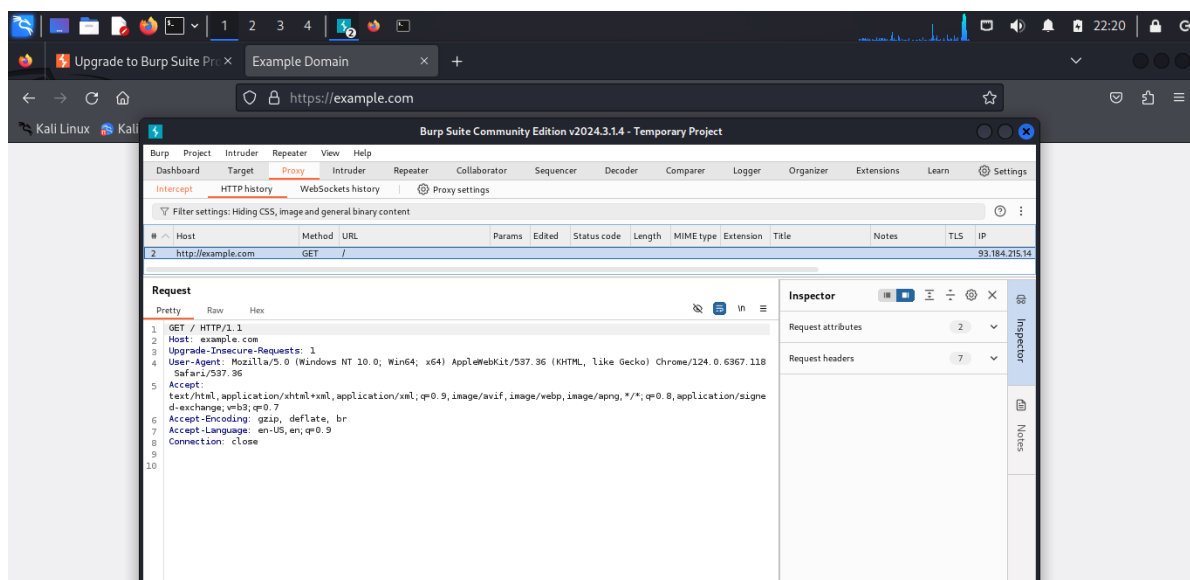 1 2 3 4 2 22:20 G
Upgrade to Burp Suite Pro Example Domain
https://example.com
Kali Linux Kali
Burp Suite Community Edition v2024.3.1.4 - Temporary Project
Burp Project Intruder Repeater View Help
Dashboard Target Proxy Intruder Repeater Collaborator Sequencer Decoder Comparer Logger Organizer Extensions Learn Settings
Intercept HTTP history WebSockets history Proxy settings
Filter settings: Hiding CSS, image and general binary content
# Host Method URL Params Edited Status code Length MIME type Extension Title Notes TLS IP
2 http://example.com GET / 93.184.215.14
Request
Pretty Raw Hex \n
1 GET / HTTP/1.1
2 Host: example.com
3 Upgrade-Insecure-Requests: 1
4 User-Agent: Mozilla/5.0 (Windows NT 10.0; Win64; x64) AppleWebKit/537.36 (KHTML, like Gecko) Chrome/124.0.6367.118
Safari/537.36
5 Accept:
text/html,application/xhtml+xml,application/xml;q=0.9,image/avif,image/webp,image/apng,*/*;q=0.8,application/signe
d-exchange;v=b3;q=0.7
6 Accept-Encoding: gzip, deflate, br
7 Accept-Language: en-US,en;q=0.9
8 Connection: close
9
10
Inspector
Request attributes 2
Request headers 7
Inspector
Notes